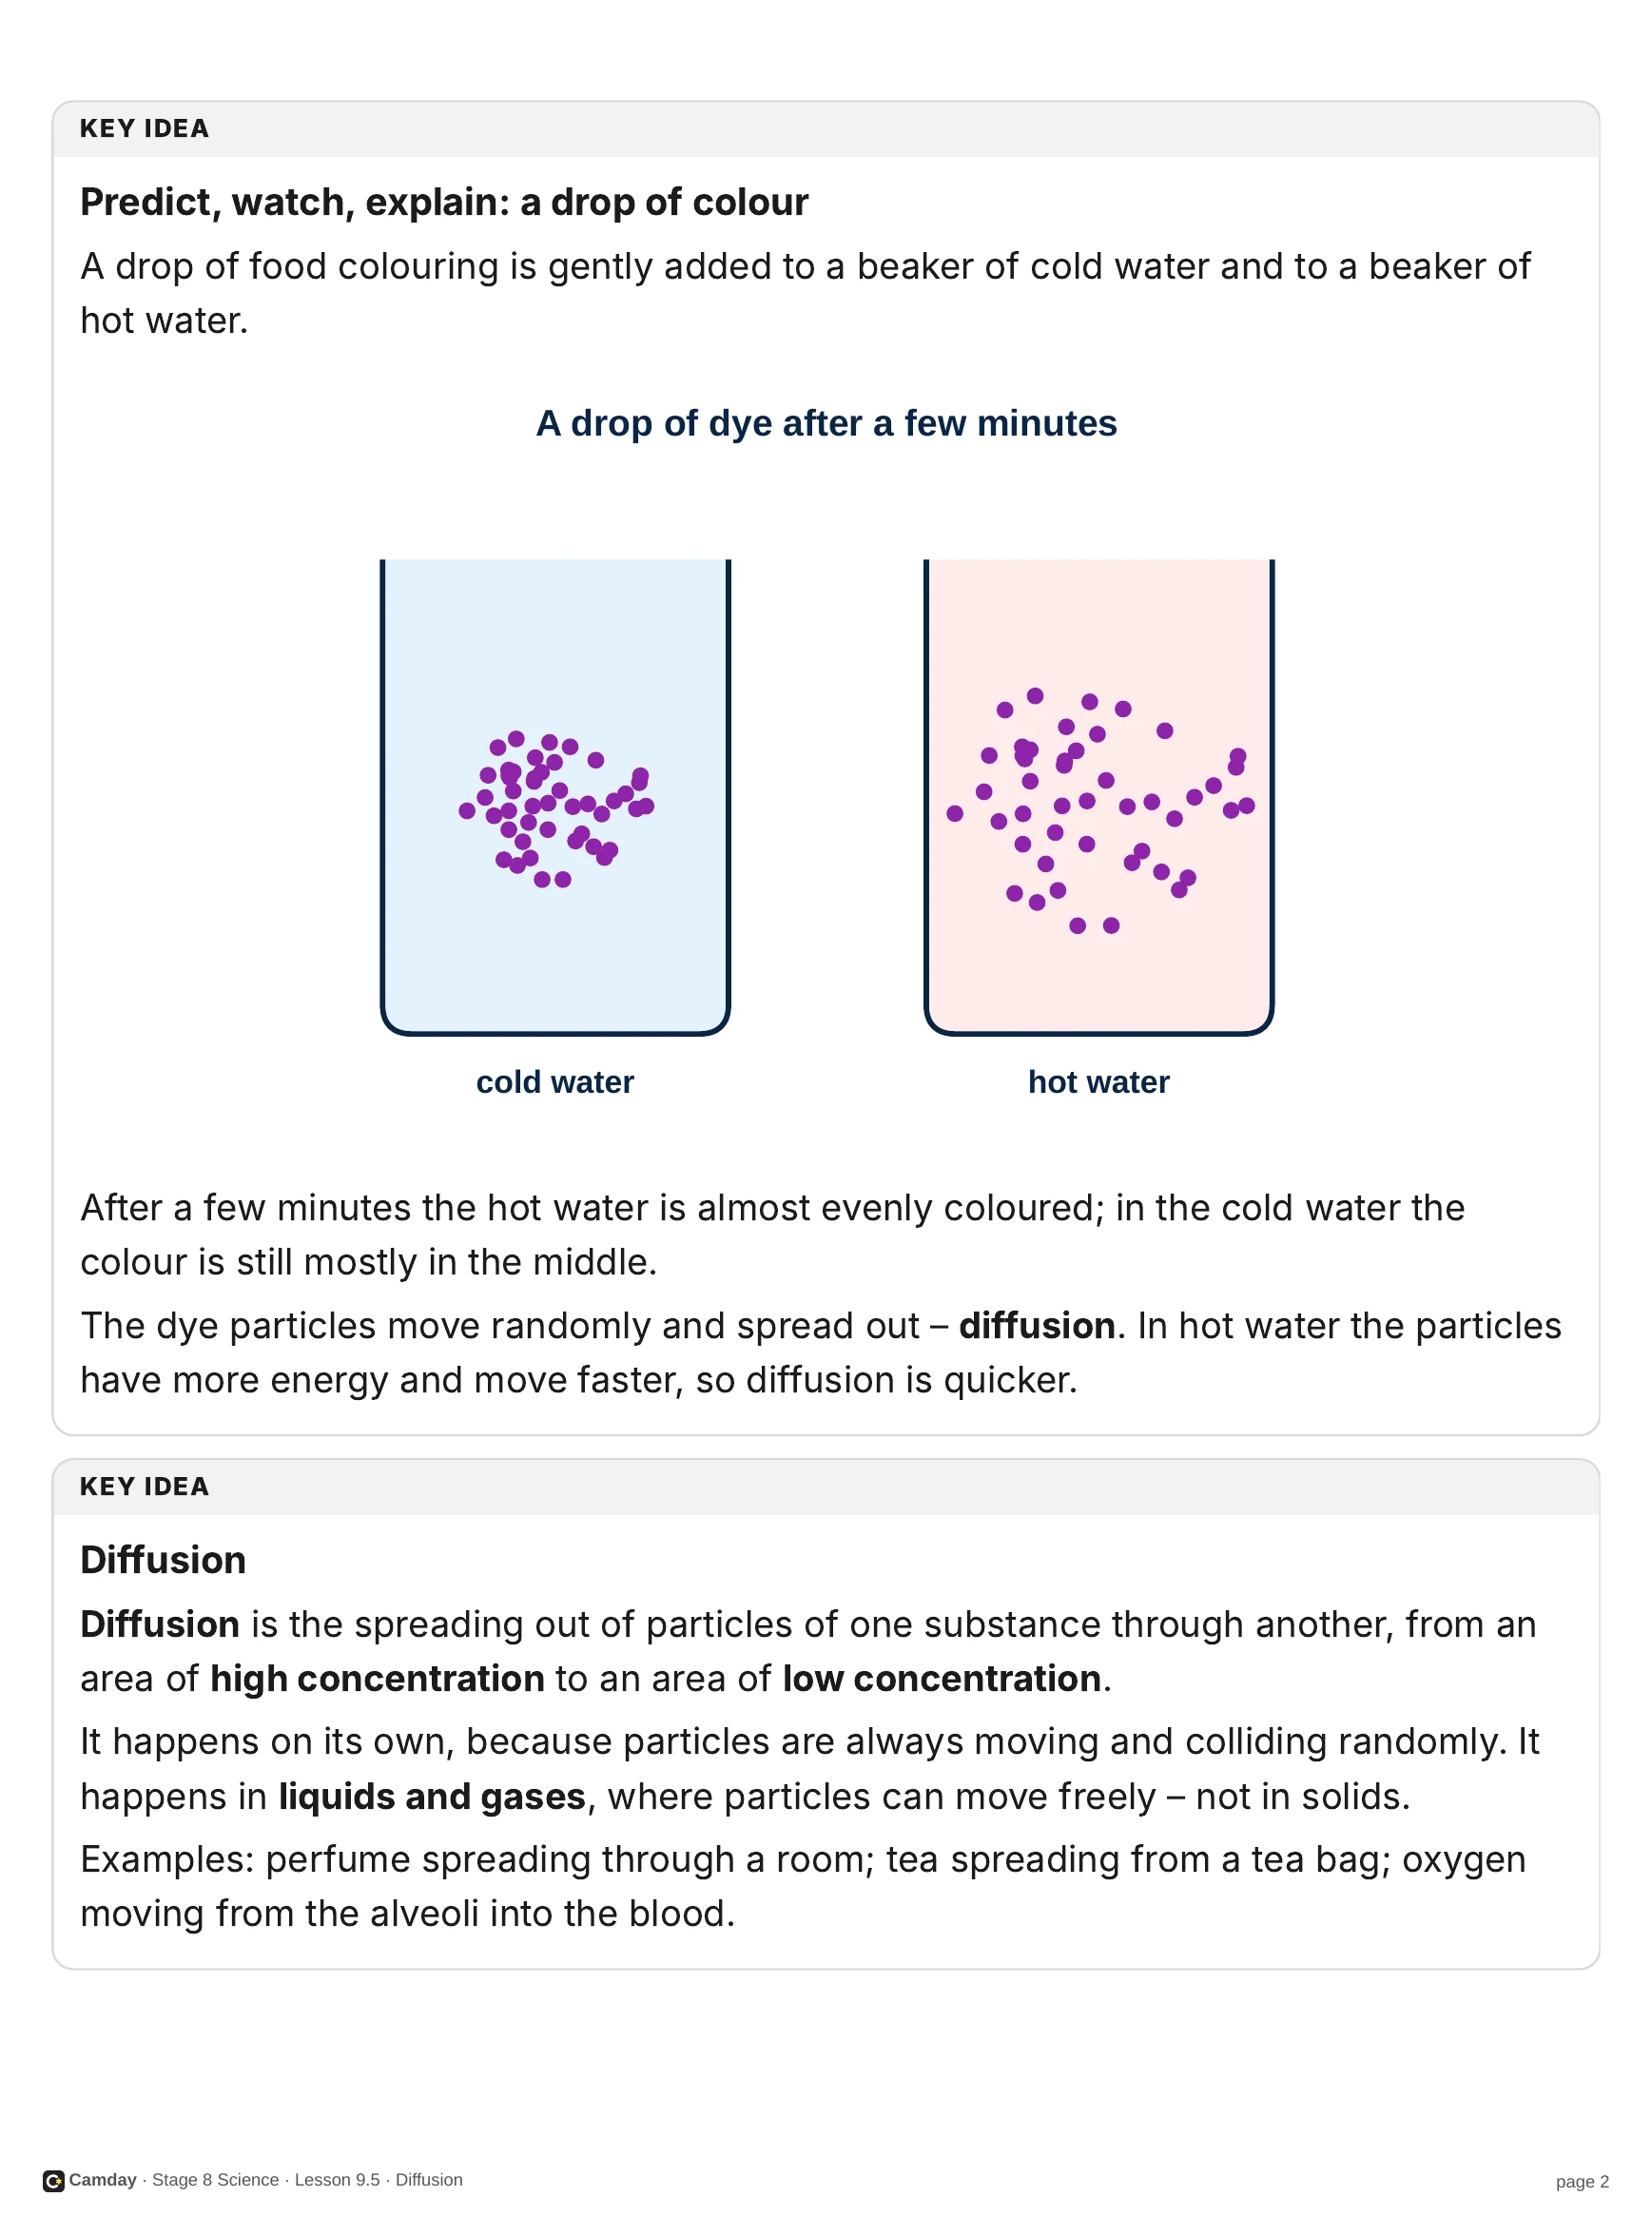 KEY IDEA
Predict, watch, explain: a drop of colour
A drop of food colouring is gently added to a beaker of cold water and to a beaker of
hot water.
A drop of dye after a few minutes
cold water
hot water
After a few minutes the hot water is almost evenly coloured; in the cold water the
colour is still mostly in the middle.
The dye particles move randomly and spread out – diffusion. In hot water the particles
have more energy and move faster, so diffusion is quicker.
KEY IDEA
Diffusion
Diffusion is the spreading out of particles of one substance through another, from an
area of high concentration to an area of low concentration.
It happens on its own, because particles are always moving and colliding randomly. It
happens in liquids and gases, where particles can move freely – not in solids.
Examples: perfume spreading through a room; tea spreading from a tea bag; oxygen
moving from the alveoli into the blood.
Camday · Stage 8 Science · Lesson 9.5 · Diffusion
page 2